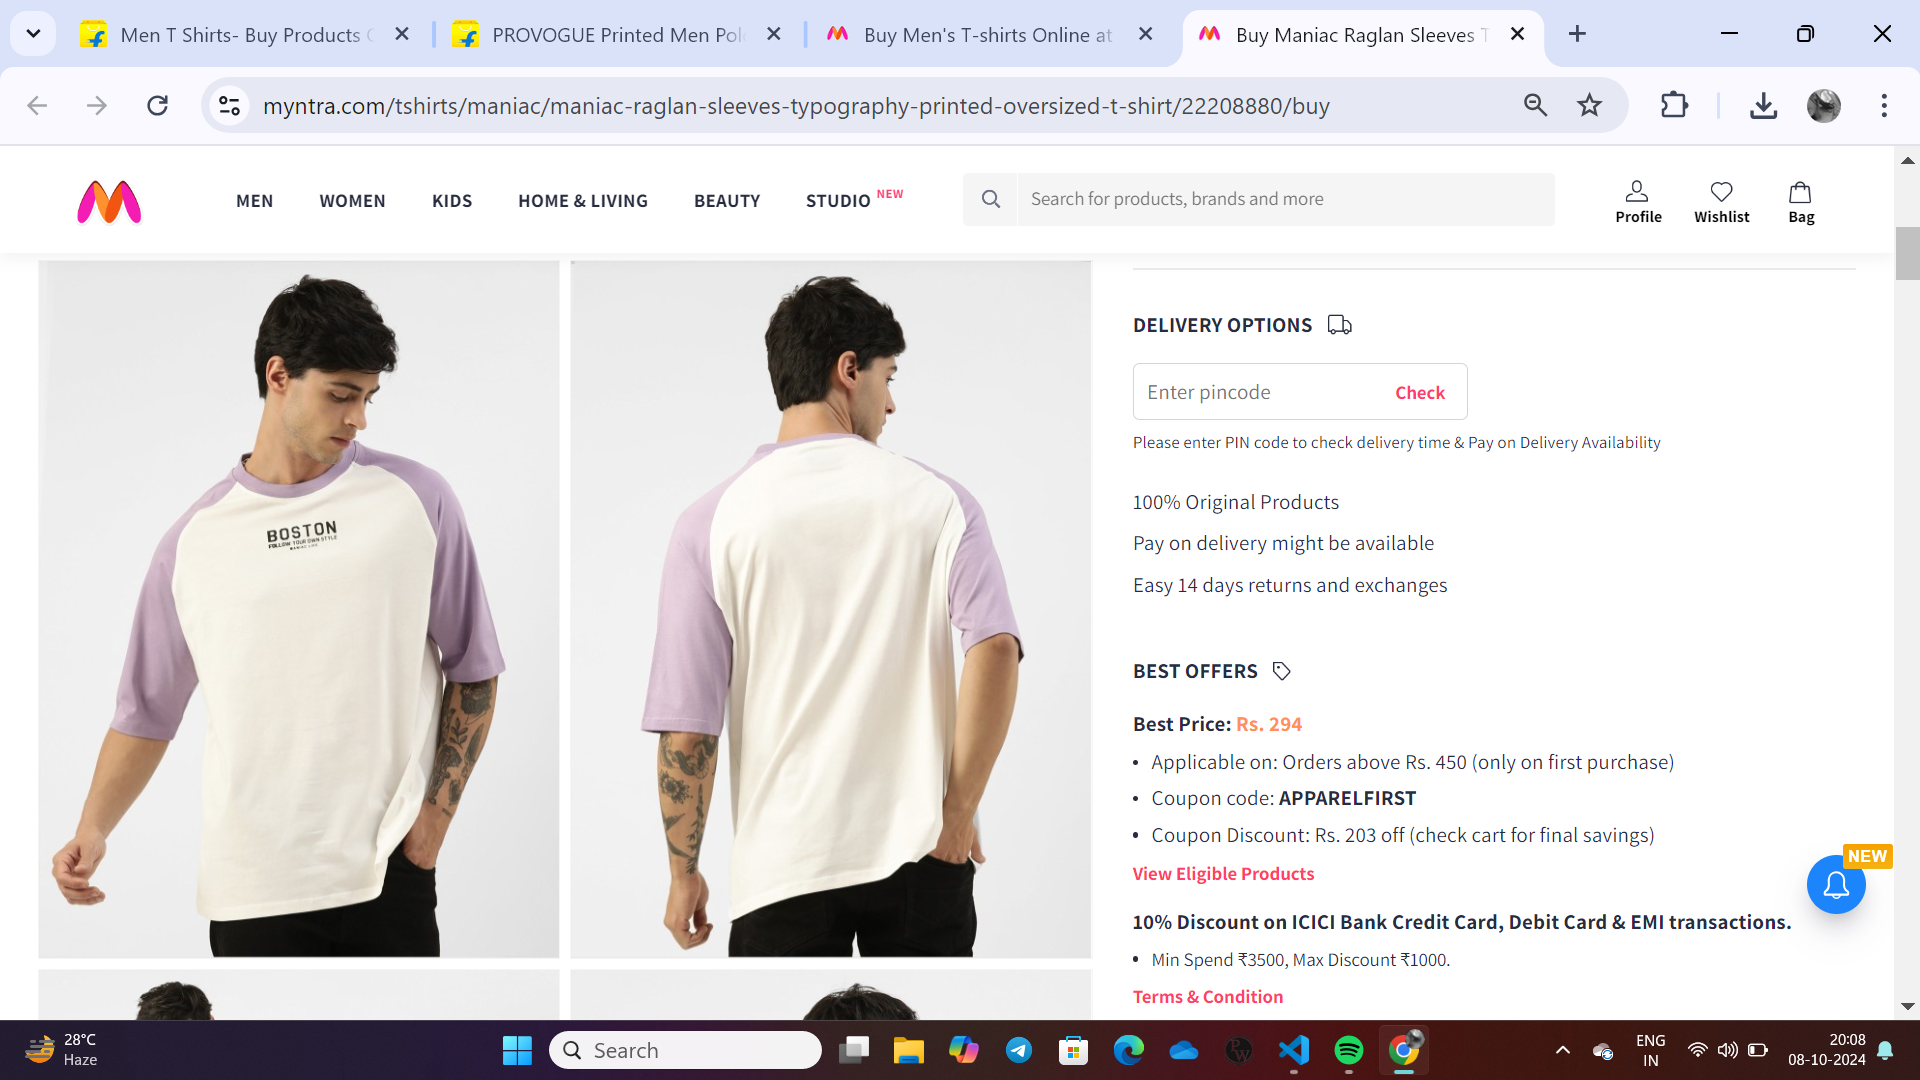 Men T Shirts- Buy Products
PROVOGUE Printed Men Pol
Buy Men's T-shirts Online at
Buy Maniac Raglan Sleeves T
myntra.com/tshirts/maniac/maniac-raglan-sleeves-typography-printed-oversized-t-shirt/22208880/buy
MEN
WOMEN
KIDS
HOME & LIVING
BEAUTY
STUDIO NEW
Search for products, brands and more
Profile
Wishlist
Bag
BOSTON
FOLLOW YOUR OWN STYLE
MANIAC LIFE
DELIVERY OPTIONS
Enter pincode
Check
Please enter PIN code to check delivery time & Pay on Delivery Availability
100% Original Products
Pay on delivery might be available
Easy 14 days returns and exchanges
BEST OFFERS
Best Price: Rs. 294
• Applicable on: Orders above Rs. 450 (only on first purchase)
• Coupon code: APPARELFIRST
• Coupon Discount: Rs. 203 off (check cart for final savings)
View Eligible Products
NEW
10% Discount on ICICI Bank Credit Card, Debit Card & EMI transactions.
• Min Spend ₹3500, Max Discount ₹1000.
Terms & Condition
28°C
Haze
Search
ENG
IN
20:08
08-10-2024